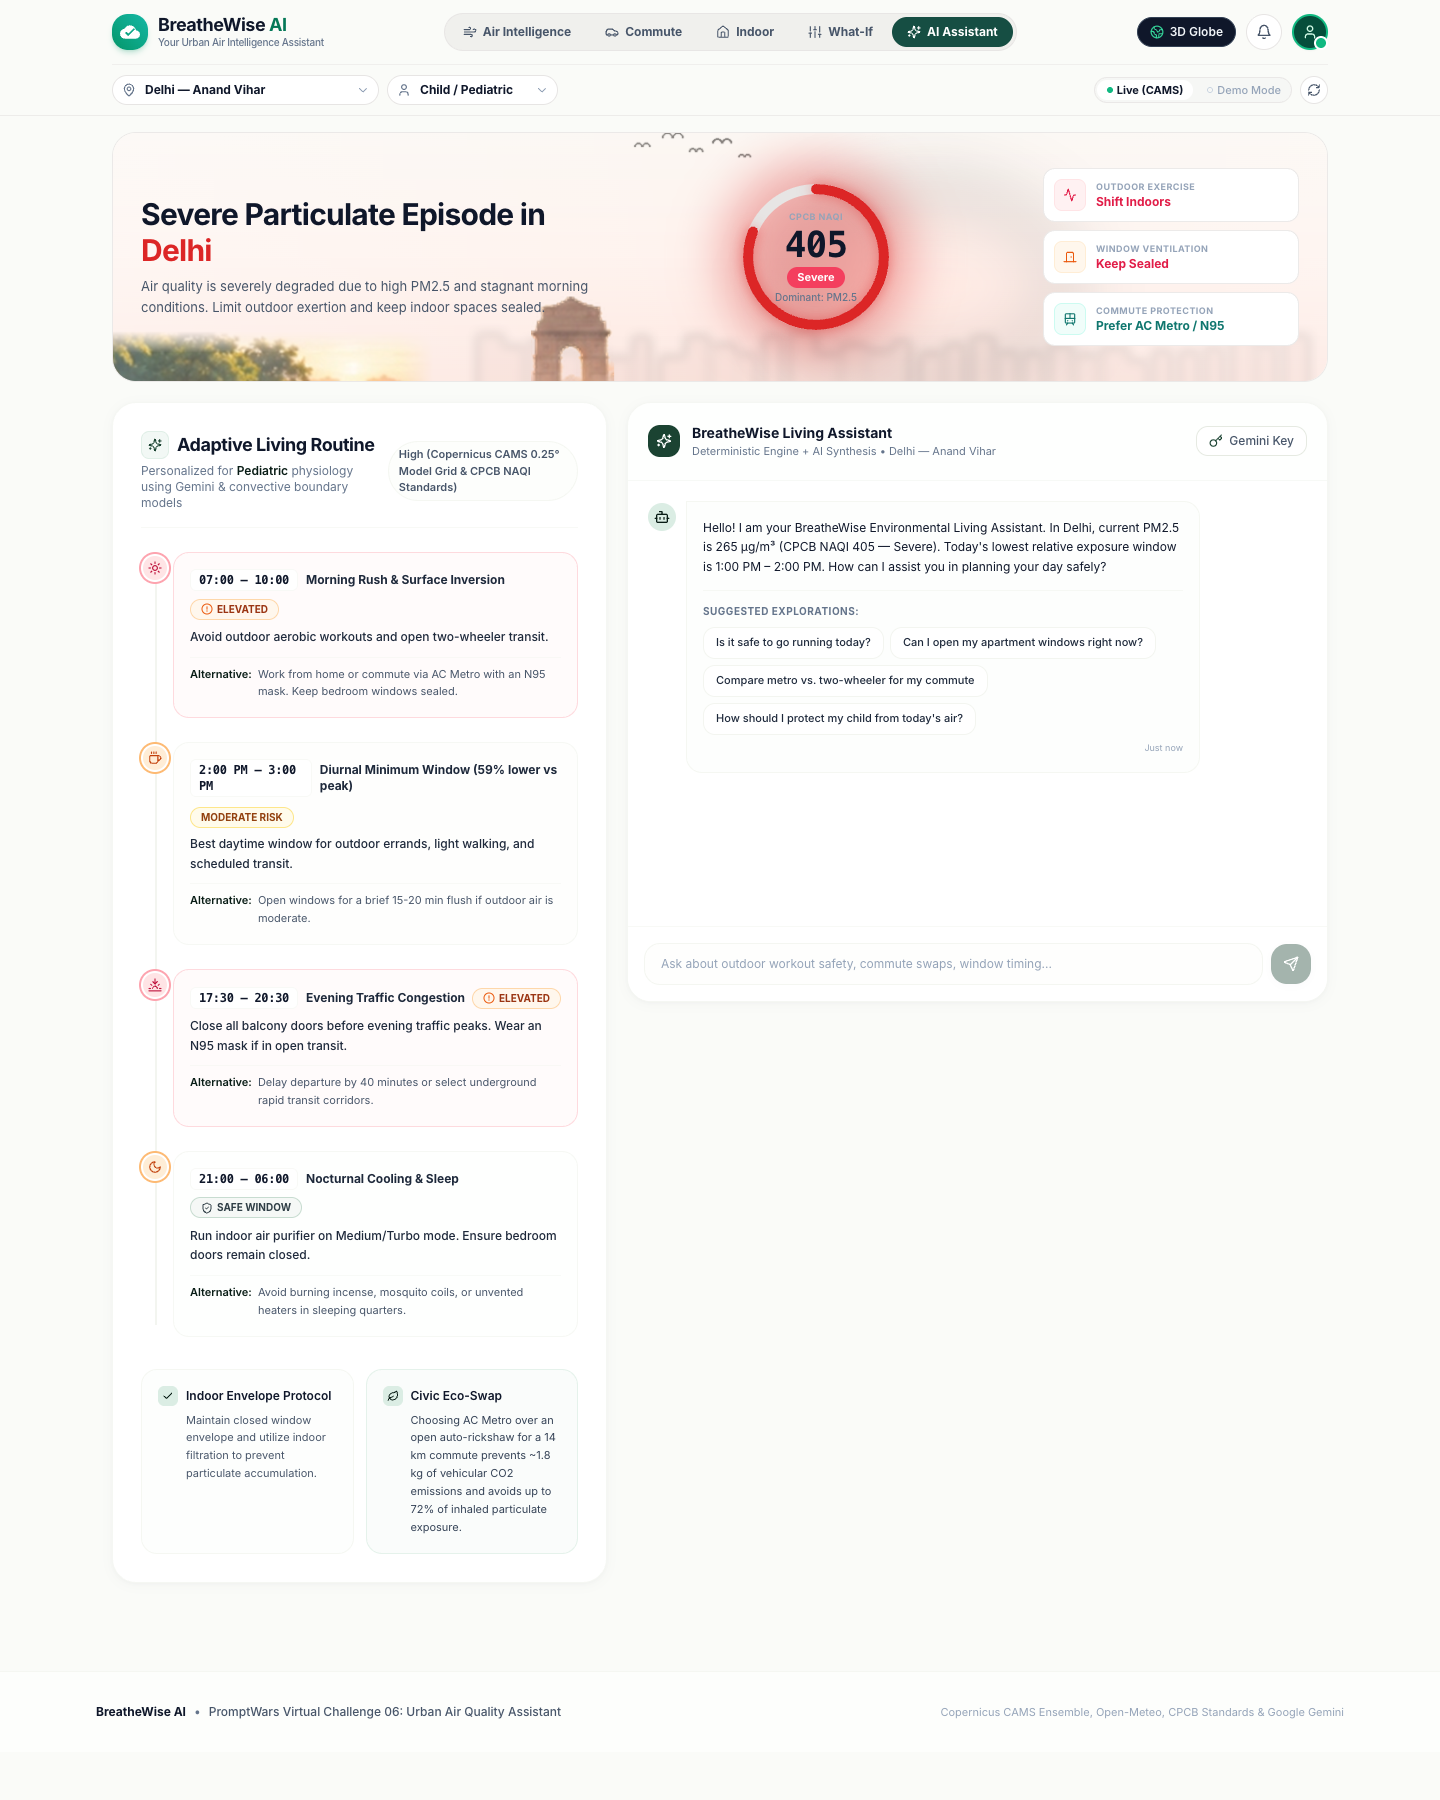 BreatheWise AI
Your Urban Air Intelligence Assistant
Air Intelligence
Commute
Indoor
What-If
AI Assistant
3D Globe
Delhi — Anand Vihar
Child / Pediatric
Live (CAMS)
Demo Mode
Severe Particulate Episode in
Delhi
Air quality is severely degraded due to high PM2.5 and stagnant morning
conditions. Limit outdoor exertion and keep indoor spaces sealed.
CPCB NAQI
405
Severe
Dominant: PM2.5
OUTDOOR EXERCISE
Shift Indoors
WINDOW VENTILATION
Keep Sealed
COMMUTE PROTECTION
Prefer AC Metro / N95
Adaptive Living Routine
Personalized for Pediatric physiology
using Gemini & convective boundary
models
High (Copernicus CAMS 0.25°
Model Grid & CPCB NAQI
Standards)
07:00 – 10:00
Morning Rush & Surface Inversion
ELEVATED
Avoid outdoor aerobic workouts and open two-wheeler transit.
Alternative: Work from home or commute via AC Metro with an N95
mask. Keep bedroom windows sealed.
2:00 PM – 3:00
PM
Diurnal Minimum Window (59% lower vs
peak)
MODERATE RISK
Best daytime window for outdoor errands, light walking, and
scheduled transit.
Alternative: Open windows for a brief 15-20 min flush if outdoor air is
moderate.
17:30 – 20:30
Evening Traffic Congestion
ELEVATED
Close all balcony doors before evening traffic peaks. Wear an
N95 mask if in open transit.
Alternative: Delay departure by 40 minutes or select underground
rapid transit corridors.
21:00 – 06:00
Nocturnal Cooling & Sleep
SAFE WINDOW
Run indoor air purifier on Medium/Turbo mode. Ensure bedroom
doors remain closed.
Alternative: Avoid burning incense, mosquito coils, or unvented
heaters in sleeping quarters.
Indoor Envelope Protocol
Maintain closed window
envelope and utilize indoor
filtration to prevent
particulate accumulation.
Civic Eco-Swap
Choosing AC Metro over an
open auto-rickshaw for a 14
km commute prevents ~1.8
kg of vehicular CO2
emissions and avoids up to
72% of inhaled particulate
exposure.
BreatheWise Living Assistant
Deterministic Engine + AI Synthesis • Delhi — Anand Vihar
Gemini Key
Hello! I am your BreatheWise Environmental Living Assistant. In Delhi, current PM2.5
is 265 µg/m³ (CPCB NAQI 405 — Severe). Today's lowest relative exposure window
is 1:00 PM – 2:00 PM. How can I assist you in planning your day safely?
SUGGESTED EXPLORATIONS:
Is it safe to go running today?
Can I open my apartment windows right now?
Compare metro vs. two-wheeler for my commute
How should I protect my child from today's air?
Just now
Ask about outdoor workout safety, commute swaps, window timing...
BreatheWise AI • PromptWars Virtual Challenge 06: Urban Air Quality Assistant
Copernicus CAMS Ensemble, Open-Meteo, CPCB Standards & Google Gemini